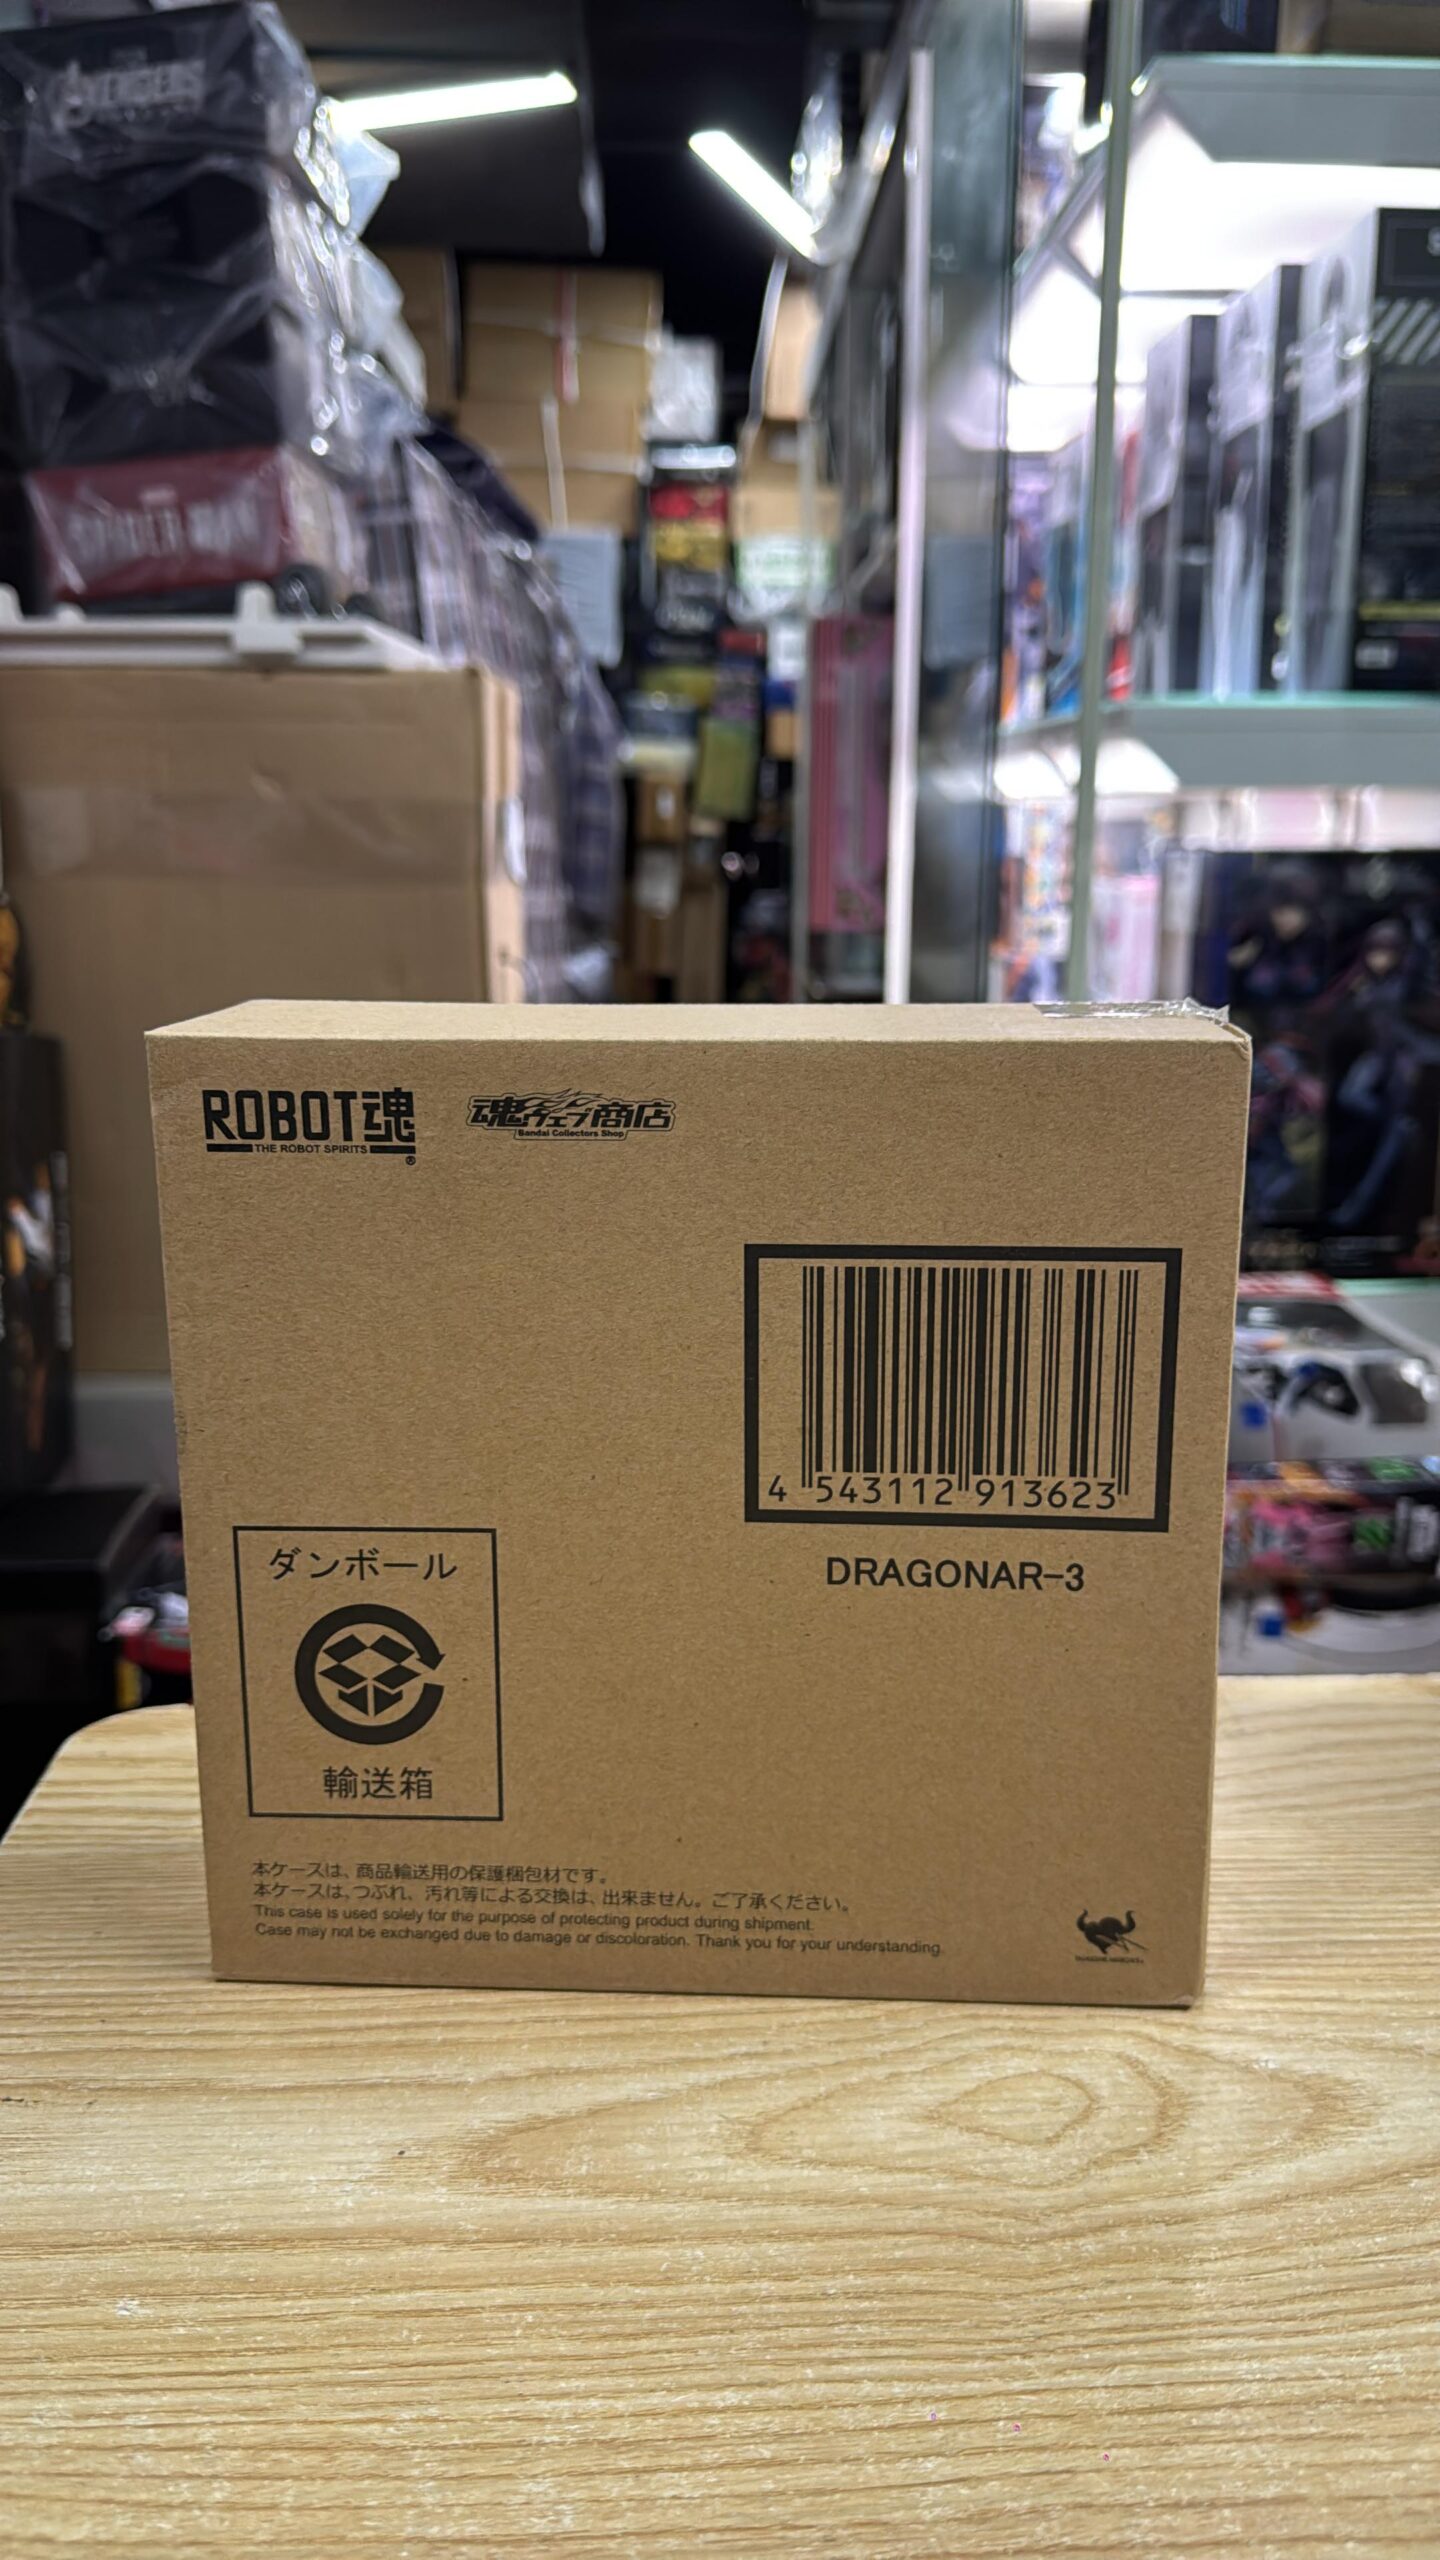 AVENGERS
SPIDER-MAN
ROBOT魂
THE ROBOT SPIRITS
®
魂ウェブ商店
Bandai Collectors Shop
4 543112 913623
DRAGONAR-3
ダンボール
輸送箱
本ケースは、商品輸送用の保護梱包材です。
本ケースは、つぶれ、汚れ等による交換は、出来ません。ご了承ください。
This case is used solely for the purpose of protecting product during shipment.
Case may not be exchanged due to damage or discoloration. Thank you for your understanding.